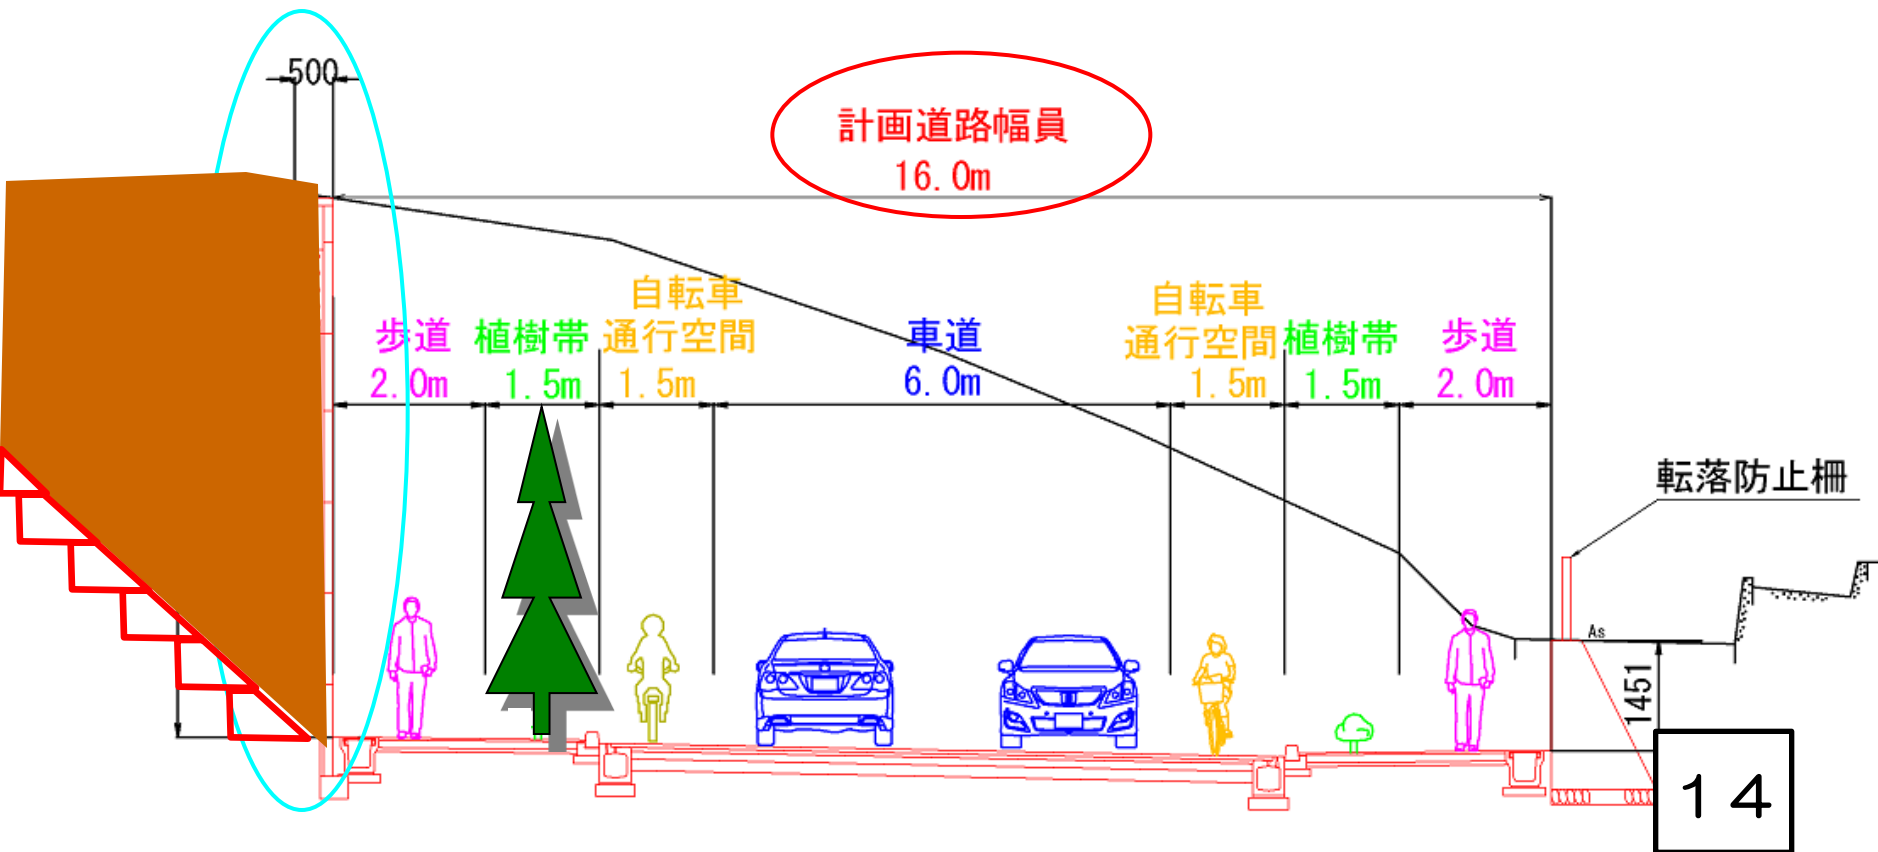 500
計画道路幅員
16.0m
歩道
2.0m
植樹帯
1.5m
自転車
通行空間
1.5m
車道
6.0m
自転車
通行空間
1.5m
植樹帯
1.5m
歩道
2.0m
転落防止柵
As
1451
14